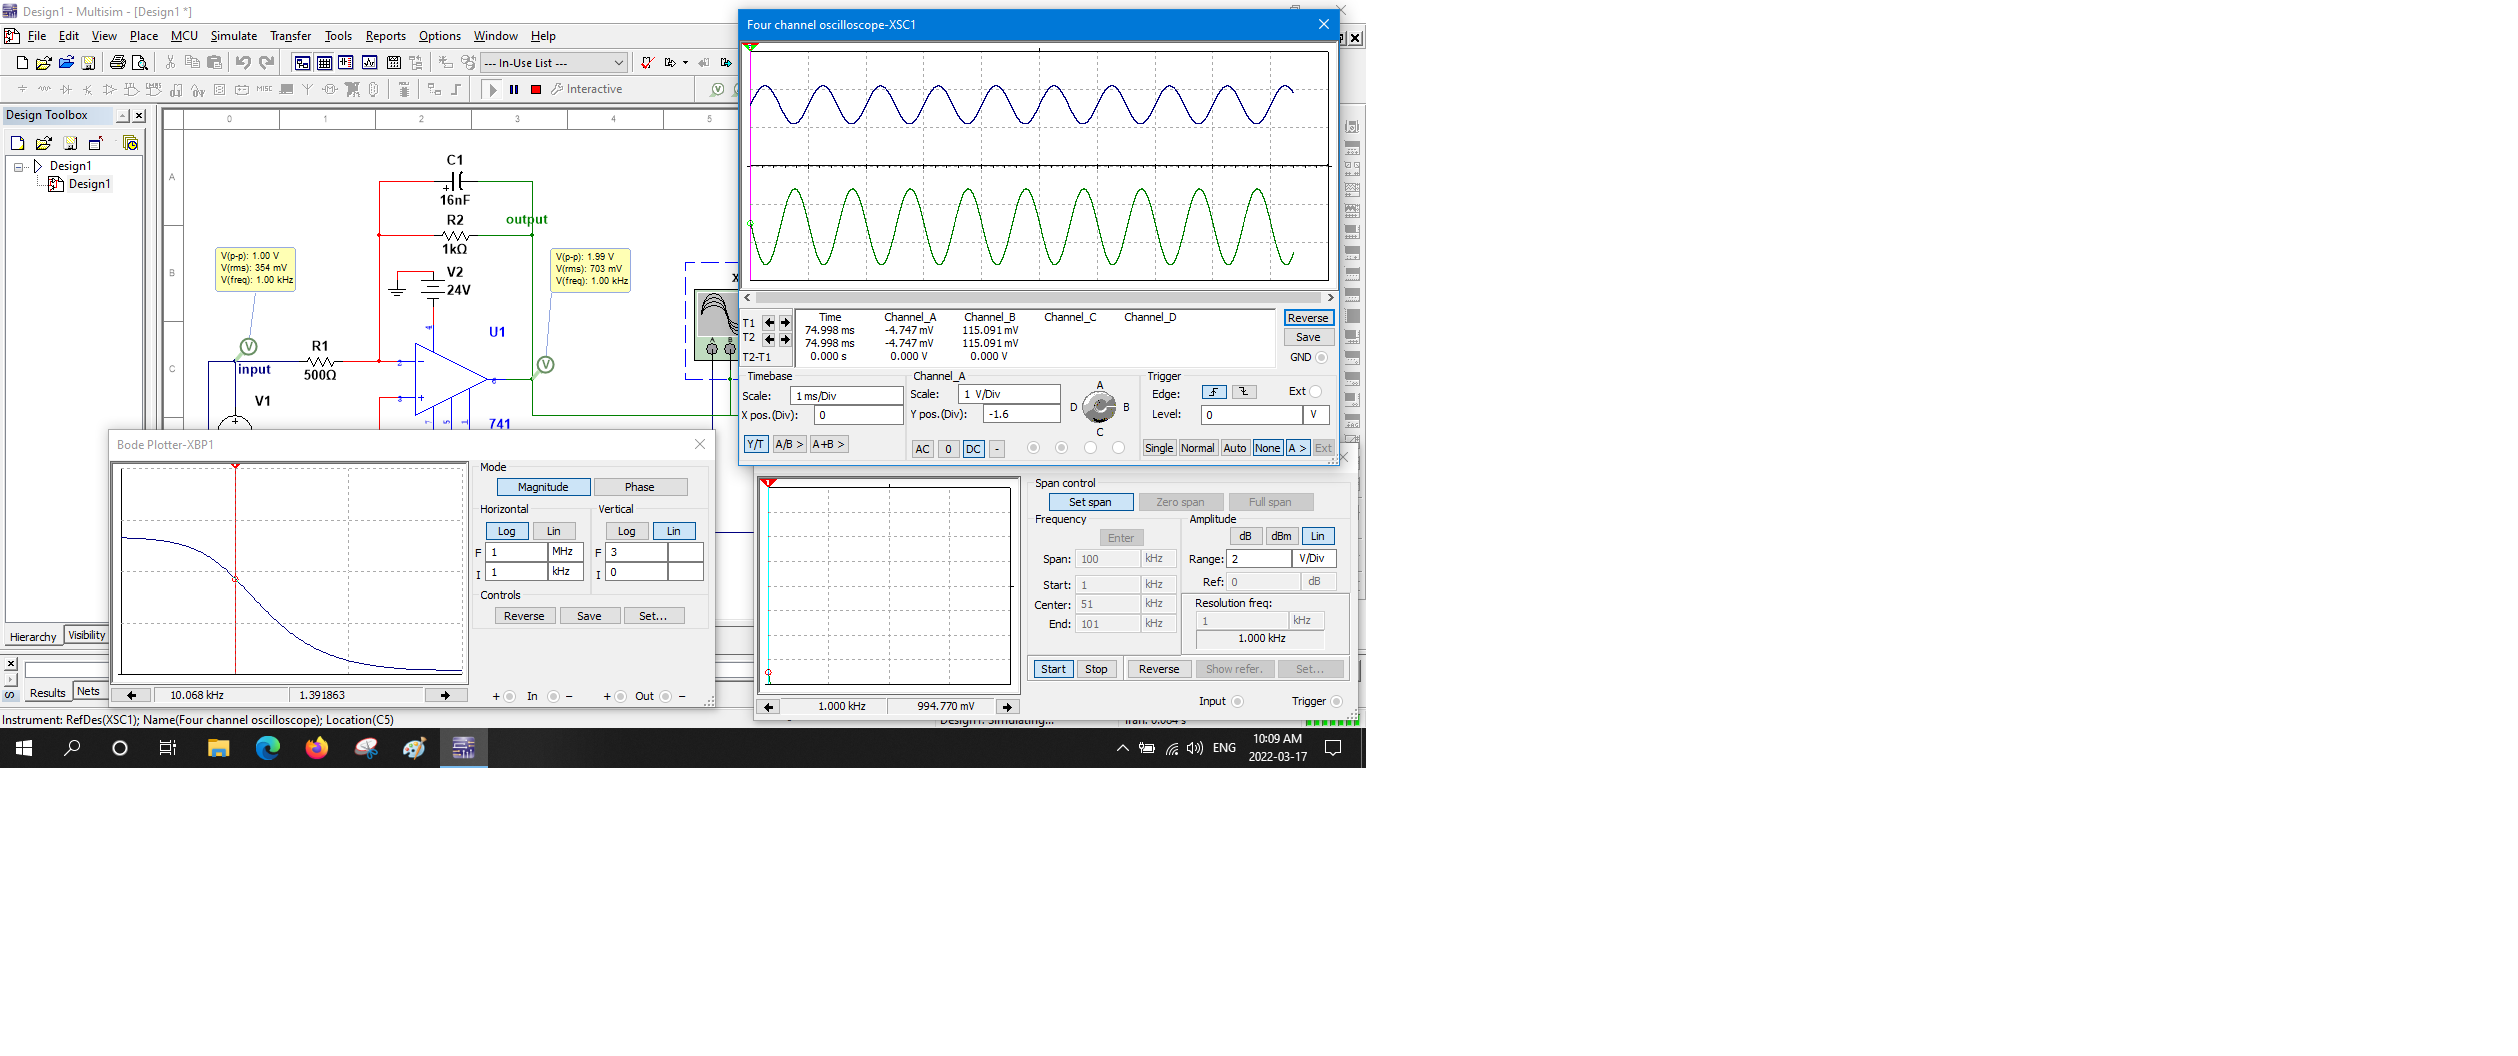 Design1 - Multisim - [Design1 *]
File Edit View Place MCU Simulate Transfer Tools Reports Options Window Help
--- In-Use List ---
MISC
Interactive
Design Toolbox
Design1
Design1
Hierarchy Visibility
0 1 2 3 4 5
A
B
C
C1
16nF
R2
1kΩ
output
V(p-p): 1.00 V
V(rms): 354 mV
V(freq): 1.00 kHz
V(p-p): 1.99 V
V(rms): 703 mV
V(freq): 1.00 kHz
V2
24V
U1
R1
500Ω
input
V1
V
V
741
4
2
3
6
7 5 1
X
A B
Four channel oscilloscope-XSC1
T1
T2
T2-T1
Time Channel_A Channel_B Channel_C Channel_D
74.998 ms -4.747 mV 115.091 mV
74.998 ms -4.747 mV 115.091 mV
0.000 s 0.000 V 0.000 V
Reverse
Save
GND
Timebase
Scale: 1 ms/Div
X pos.(Div): 0
Y/T A/B > A+B >
Channel_A
Scale: 1 V/Div
Y pos.(Div): -1.6
AC 0 DC -
A
D B
C
Trigger
Edge: Ext
Level: 0 V
Single Normal Auto None A > Ext
Bode Plotter-XBP1
Mode
Magnitude Phase
Horizontal Vertical
Log Lin Log Lin
F 1 MHz F 3
I 1 kHz I 0
Controls
Reverse Save Set...
10.068 kHz 1.391863
+ In - + Out -
Span control
Set span Zero span Full span
Frequency
Enter
Span: 100 kHz
Start: 1 kHz
Center: 51 kHz
End: 101 kHz
Amplitude
dB dBm Lin
Range: 2 V/Div
Ref: 0 dB
Resolution freq:
1 kHz
1.000 kHz
Start Stop Reverse Show refer. Set...
1.000 kHz 994.770 mV
Input Trigger
Results Nets
Instrument: RefDes(XSC1); Name(Four channel oscilloscope); Location(C5)
Design1: Simulating...
Tran: 0.084 s
ENG
10:09 AM
2022-03-17